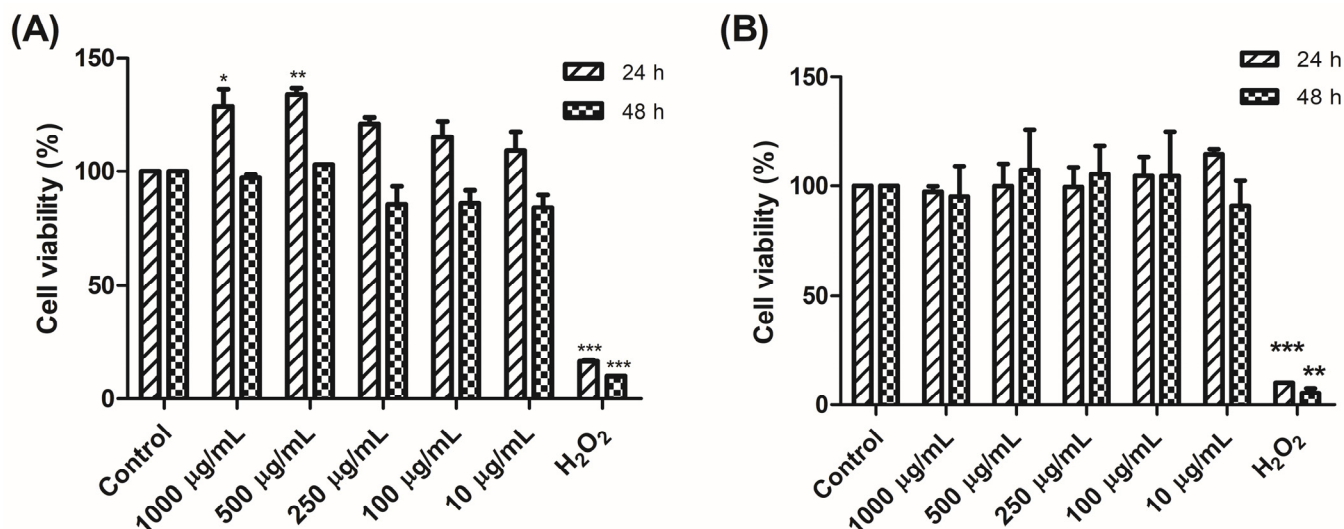 (A)
Cell viability (%)
150
100
50
0
24 h
48 h
*
**
***
***
Control
1000 µg/mL
500 µg/mL
250 µg/mL
100 µg/mL
10 µg/mL
H₂O₂
(B)
Cell viability (%)
150
100
50
0
24 h
48 h
***
**
Control
1000 µg/mL
500 µg/mL
250 µg/mL
100 µg/mL
10 µg/mL
H₂O₂